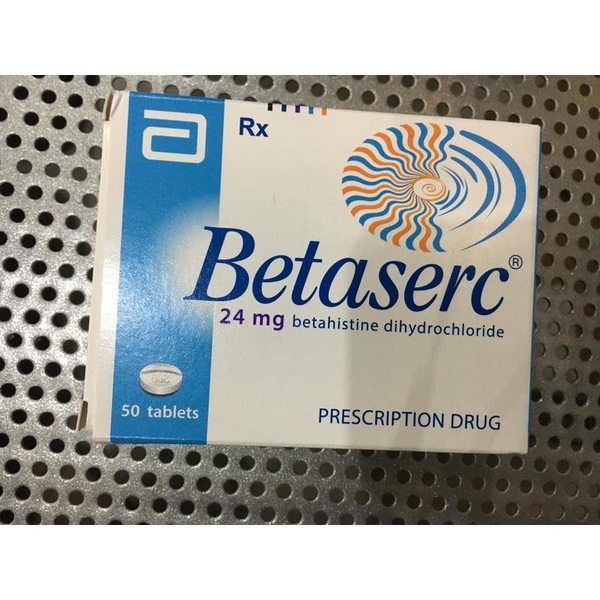 Rx
Betaserc®
24 mg betahistine dihydrochloride
50 tablets
PRESCRIPTION DRUG